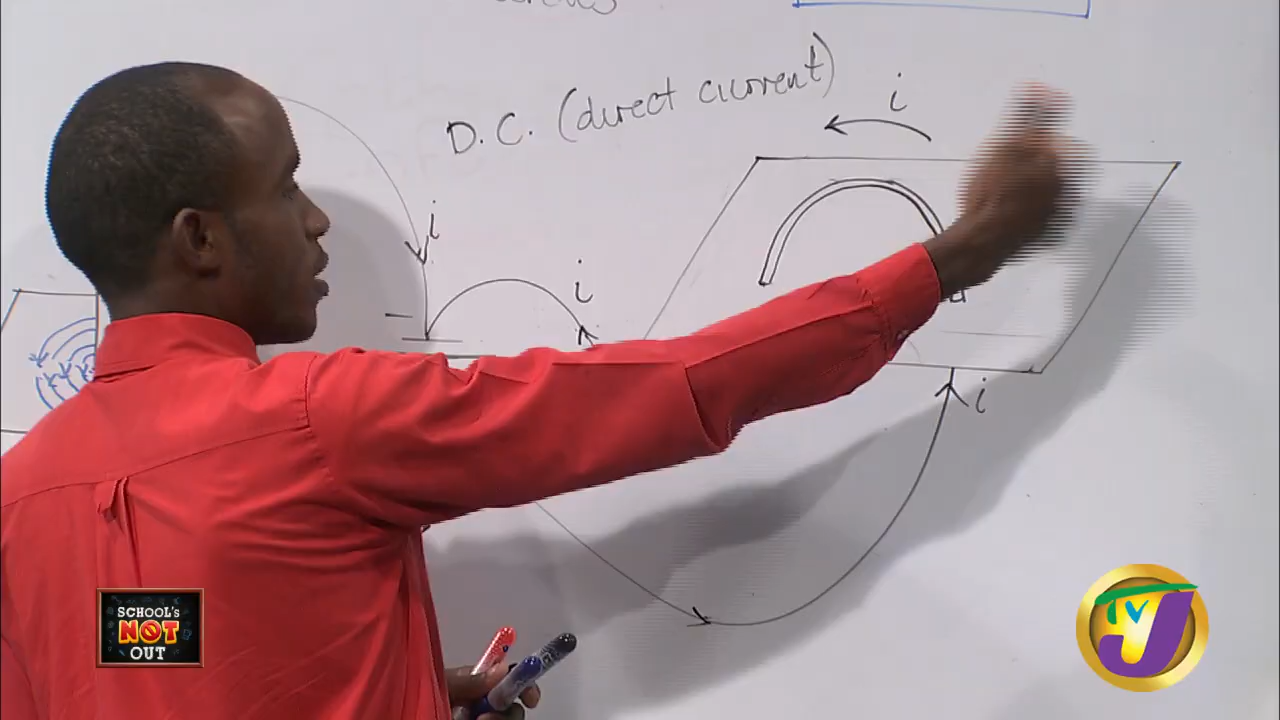 D.C. (direct current)
i
i
i
i
SCHOOL's
NOT
OUT
TVJ